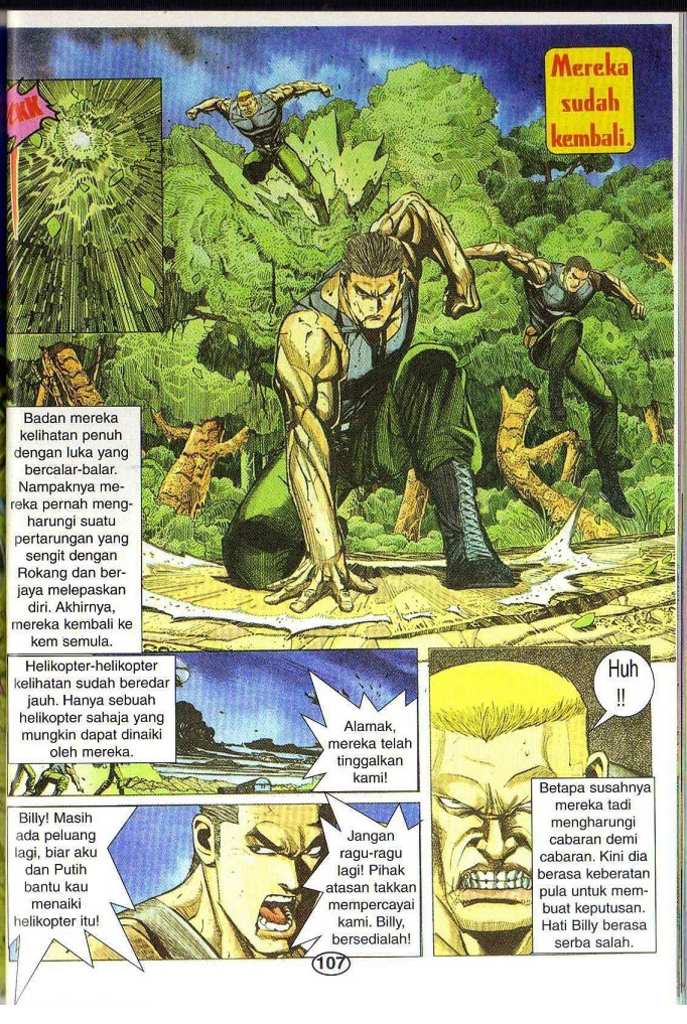 Mereka
sudah
kembali.
Badan mereka
kelihatan penuh
dengan luka yang
bercalar-balar.
Nampaknya me-
reka pernah meng-
harungi suatu
pertarungan yang
sengit dengan
Rokang dan ber-
jaya melepaskan
diri. Akhirnya,
mereka kembali ke
kem semula.
Helikopter-helikopter
kelihatan sudah beredar
jauh. Hanya sebuah
helikopter sahaja yang
mungkin dapat dinaiki
oleh mereka.
Alamak,
mereka telah
tinggalkan
kami!
Huh
!!
Betapa susahnya
mereka tadi
mengharungi
cabaran demi
cabaran. Kini dia
berasa keberatan
pula untuk mem-
buat keputusan.
Hati Billy berasa
serba salah.
Billy! Masih
ada peluang
lagi, biar aku
dan Putih
bantu kau
menaiki
helikopter itu!
Jangan
ragu-ragu
lagi! Pihak
atasan takkan
mempercayai
kami. Billy,
bersedialah!
107